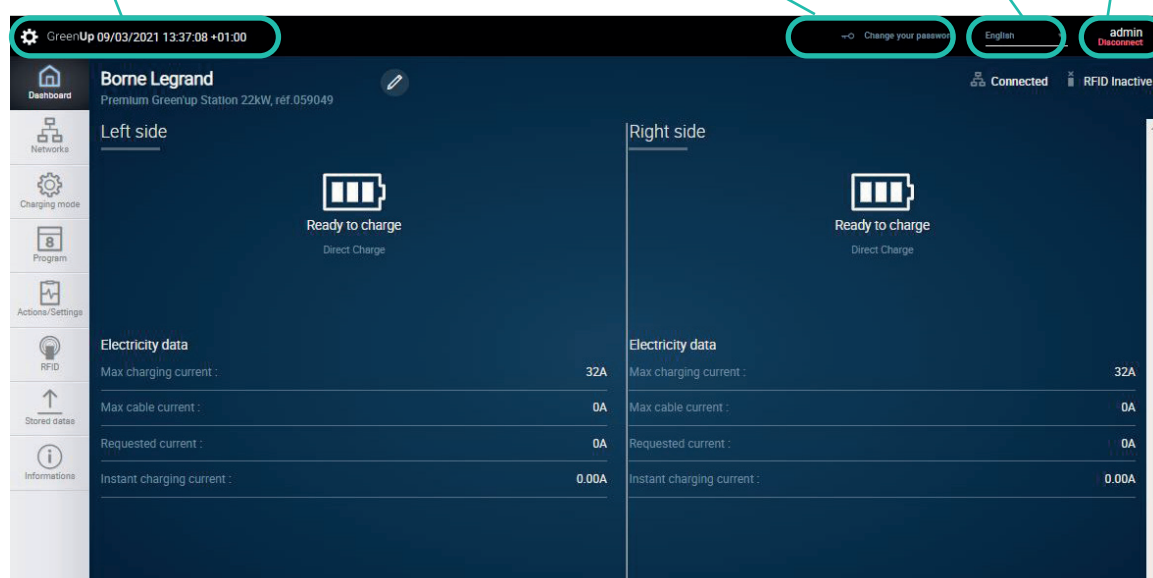 GreenUp 09/03/2021 13:37:08 +01:00
Change your password
English
admin
Disconnect
Dashboard
Borne Legrand
Premium Green'up Station 22kW, réf.059049
Connected
RFID Inactive
Networks
Charging mode
8
Program
Actions/Settings
RFID
Stored datas
Informations
Left side
Ready to charge
Direct Charge
Electricity data
Max charging current : 32A
Max cable current : 0A
Requested current : 0A
Instant charging current : 0.00A
Right side
Ready to charge
Direct Charge
Electricity data
Max charging current : 32A
Max cable current : 0A
Requested current : 0A
Instant charging current : 0.00A